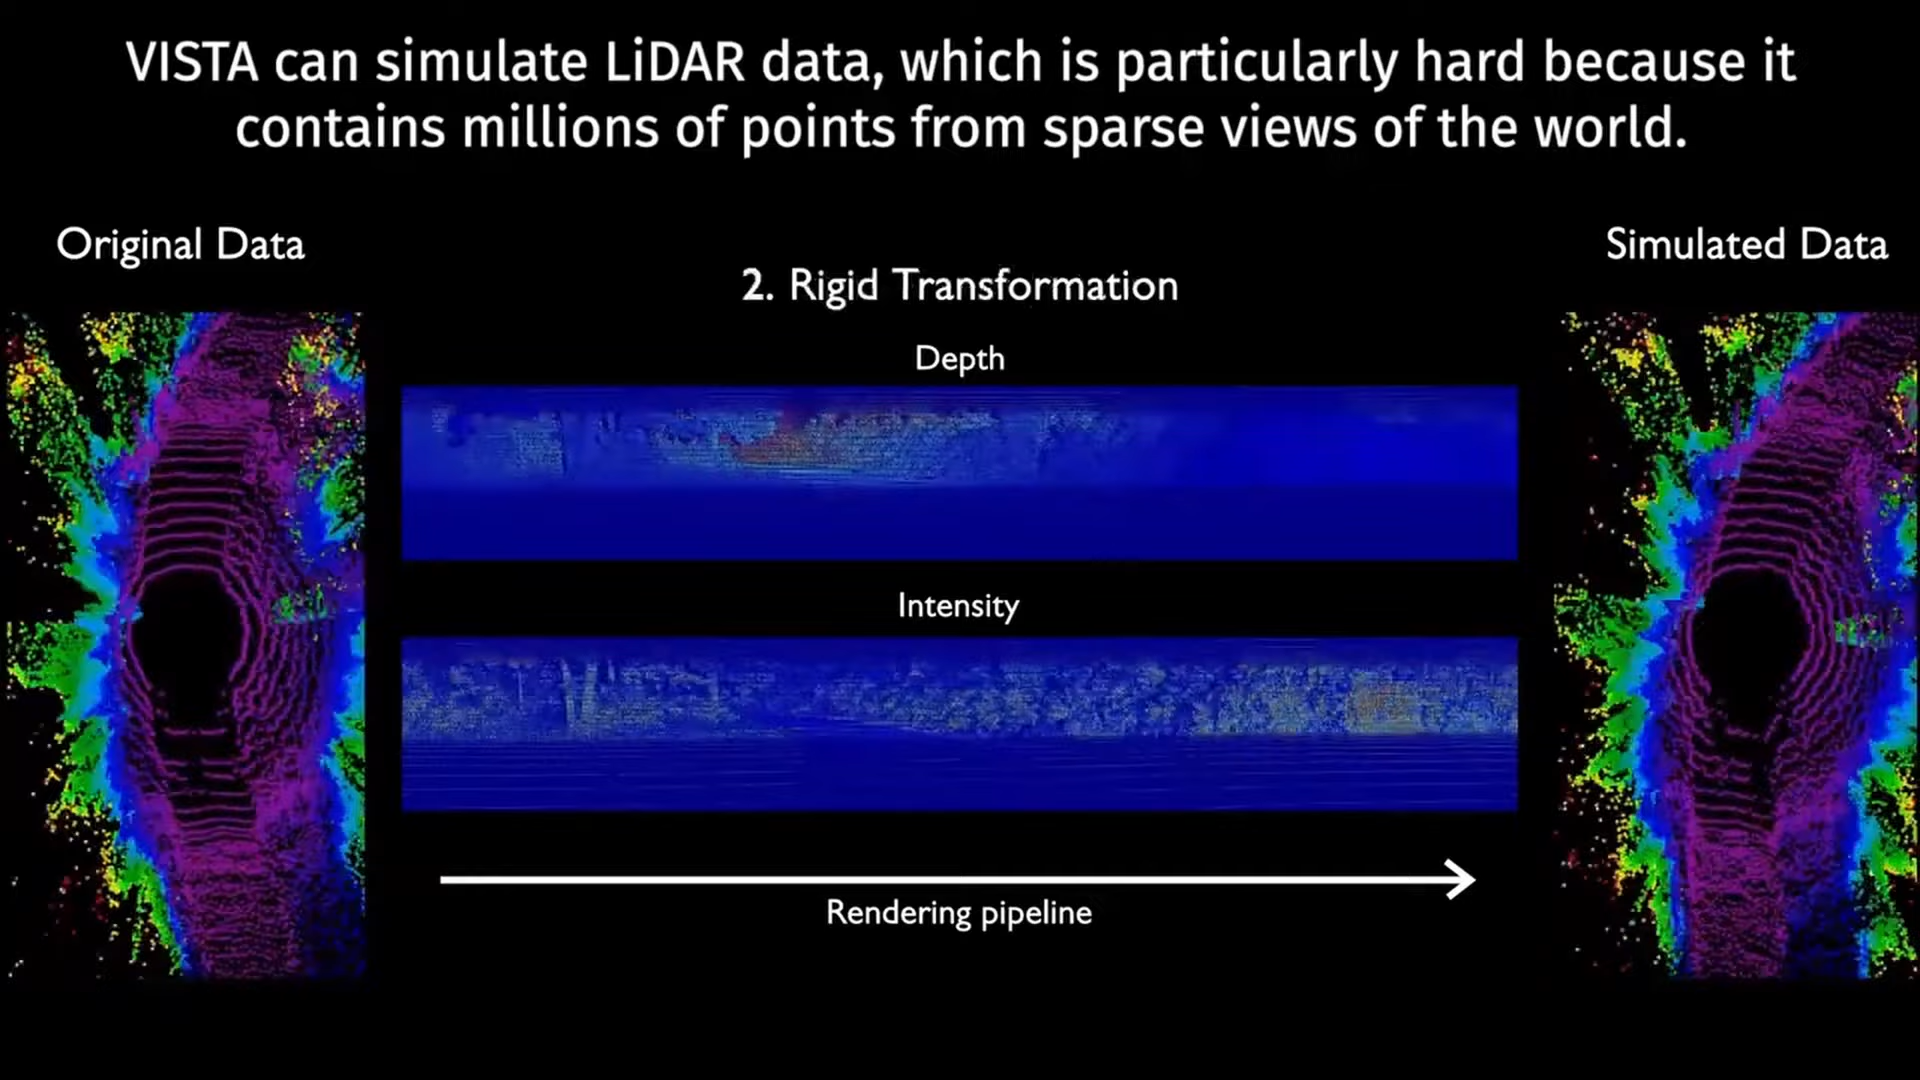 VISTA can simulate LiDAR data, which is particularly hard because it
contains millions of points from sparse views of the world.
Original Data
Simulated Data
2. Rigid Transformation
Depth
Intensity
Rendering pipeline